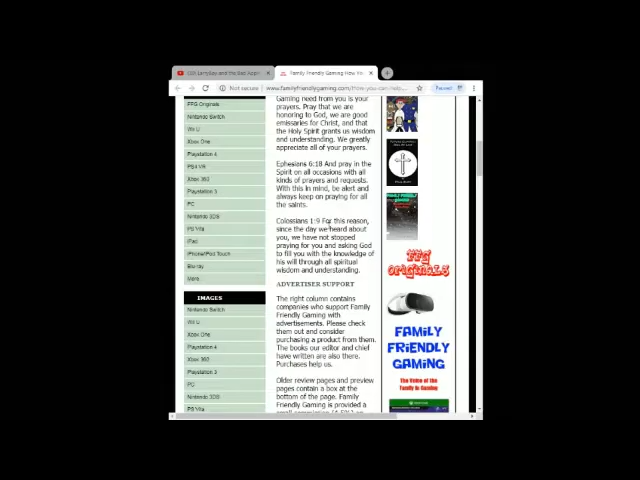 Family Friendly Gaming How Yo
Not secure
www.familyfriendlygaming.com
Paused
FFG Originals
Nintendo Switch
Wii U
Xbox One
Playstation 4
PS4 VR
Xbox 360
Playstation 3
PC
Nintendo 3DS
PS Vita
iPad
iPhone/iPod Touch
Blu-ray
More
IMAGES
Nintendo Switch
Wii U
Xbox One
Playstation 4
Xbox 360
Playstation 3
PC
Nintendo 3DS
PS Vita
Gaming need from you is your
prayers. Pray that we are
honoring to God, we are good
emissaries for Christ, and that
the Holy Spirit grants us wisdom
and understanding. We greatly
appreciate all of your prayers.
Ephesians 6:18 And pray in the
Spirit on all occasions with all
kinds of prayers and requests.
With this in mind, be alert and
always keep on praying for all
the saints.
Colossians 1:9 For this reason,
since the day we heard about
you, we have not stopped
praying for you and asking God
to fill you with the knowledge of
his will through all spiritual
wisdom and understanding.
ADVERTISER SUPPORT
The right column contains
companies who support Family
Friendly Gaming with
advertisements. Please check
them out and consider
purchasing a product from them.
The books our editor and chief
have written are also there.
Purchases help us.
Older review pages and preview
pages contain a box at the
bottom of the page. Family
Friendly Gaming is provided a
FFG
ORIGINALS
FAMILY
FRIENDLY
GAMING
The Voice of the
Family in Gaming